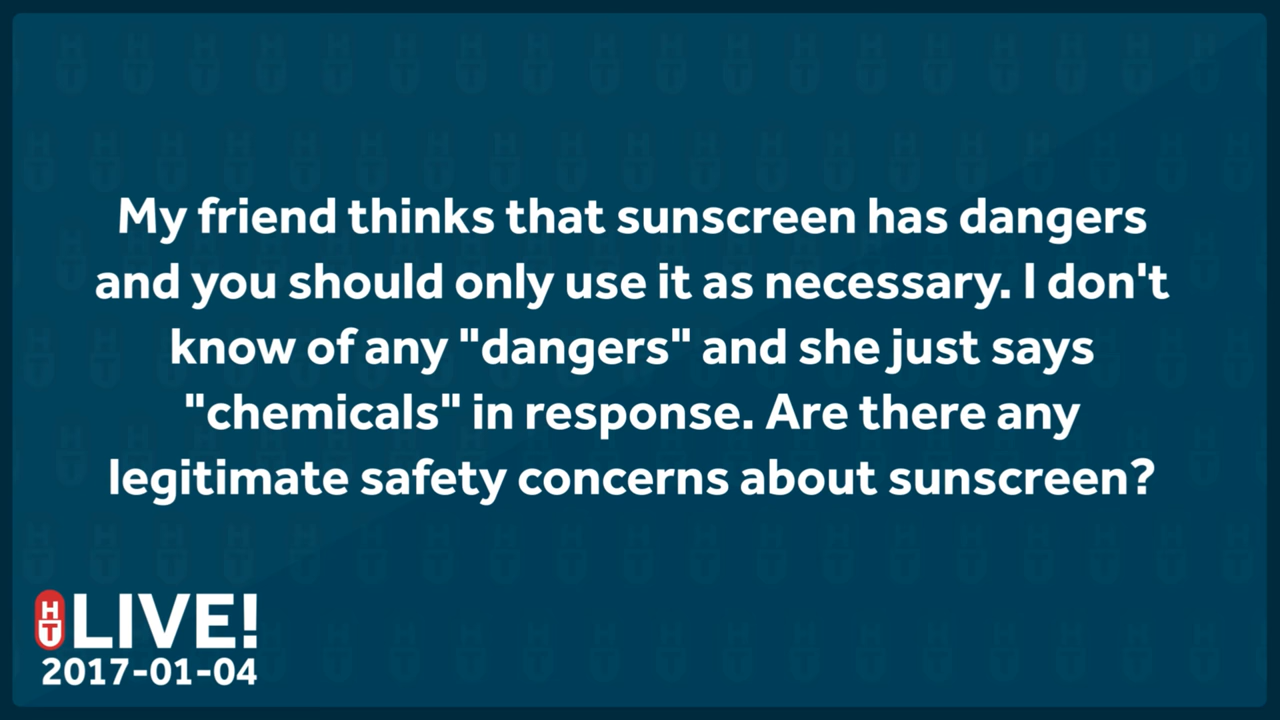 My friend thinks that sunscreen has dangers
and you should only use it as necessary. I don't
know of any "dangers" and she just says
"chemicals" in response. Are there any
legitimate safety concerns about sunscreen?
HT LIVE!
2017-01-04